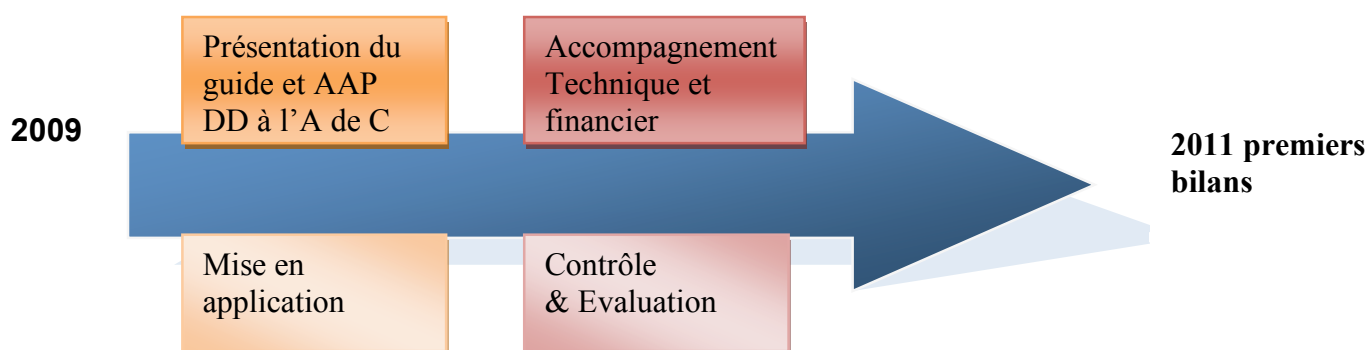 2009
Présentation du
guide et AAP
DD à l’A de C
Accompagnement
Technique et
financier
Mise en
application
Contrôle
& Evaluation
2011 premiers
bilans